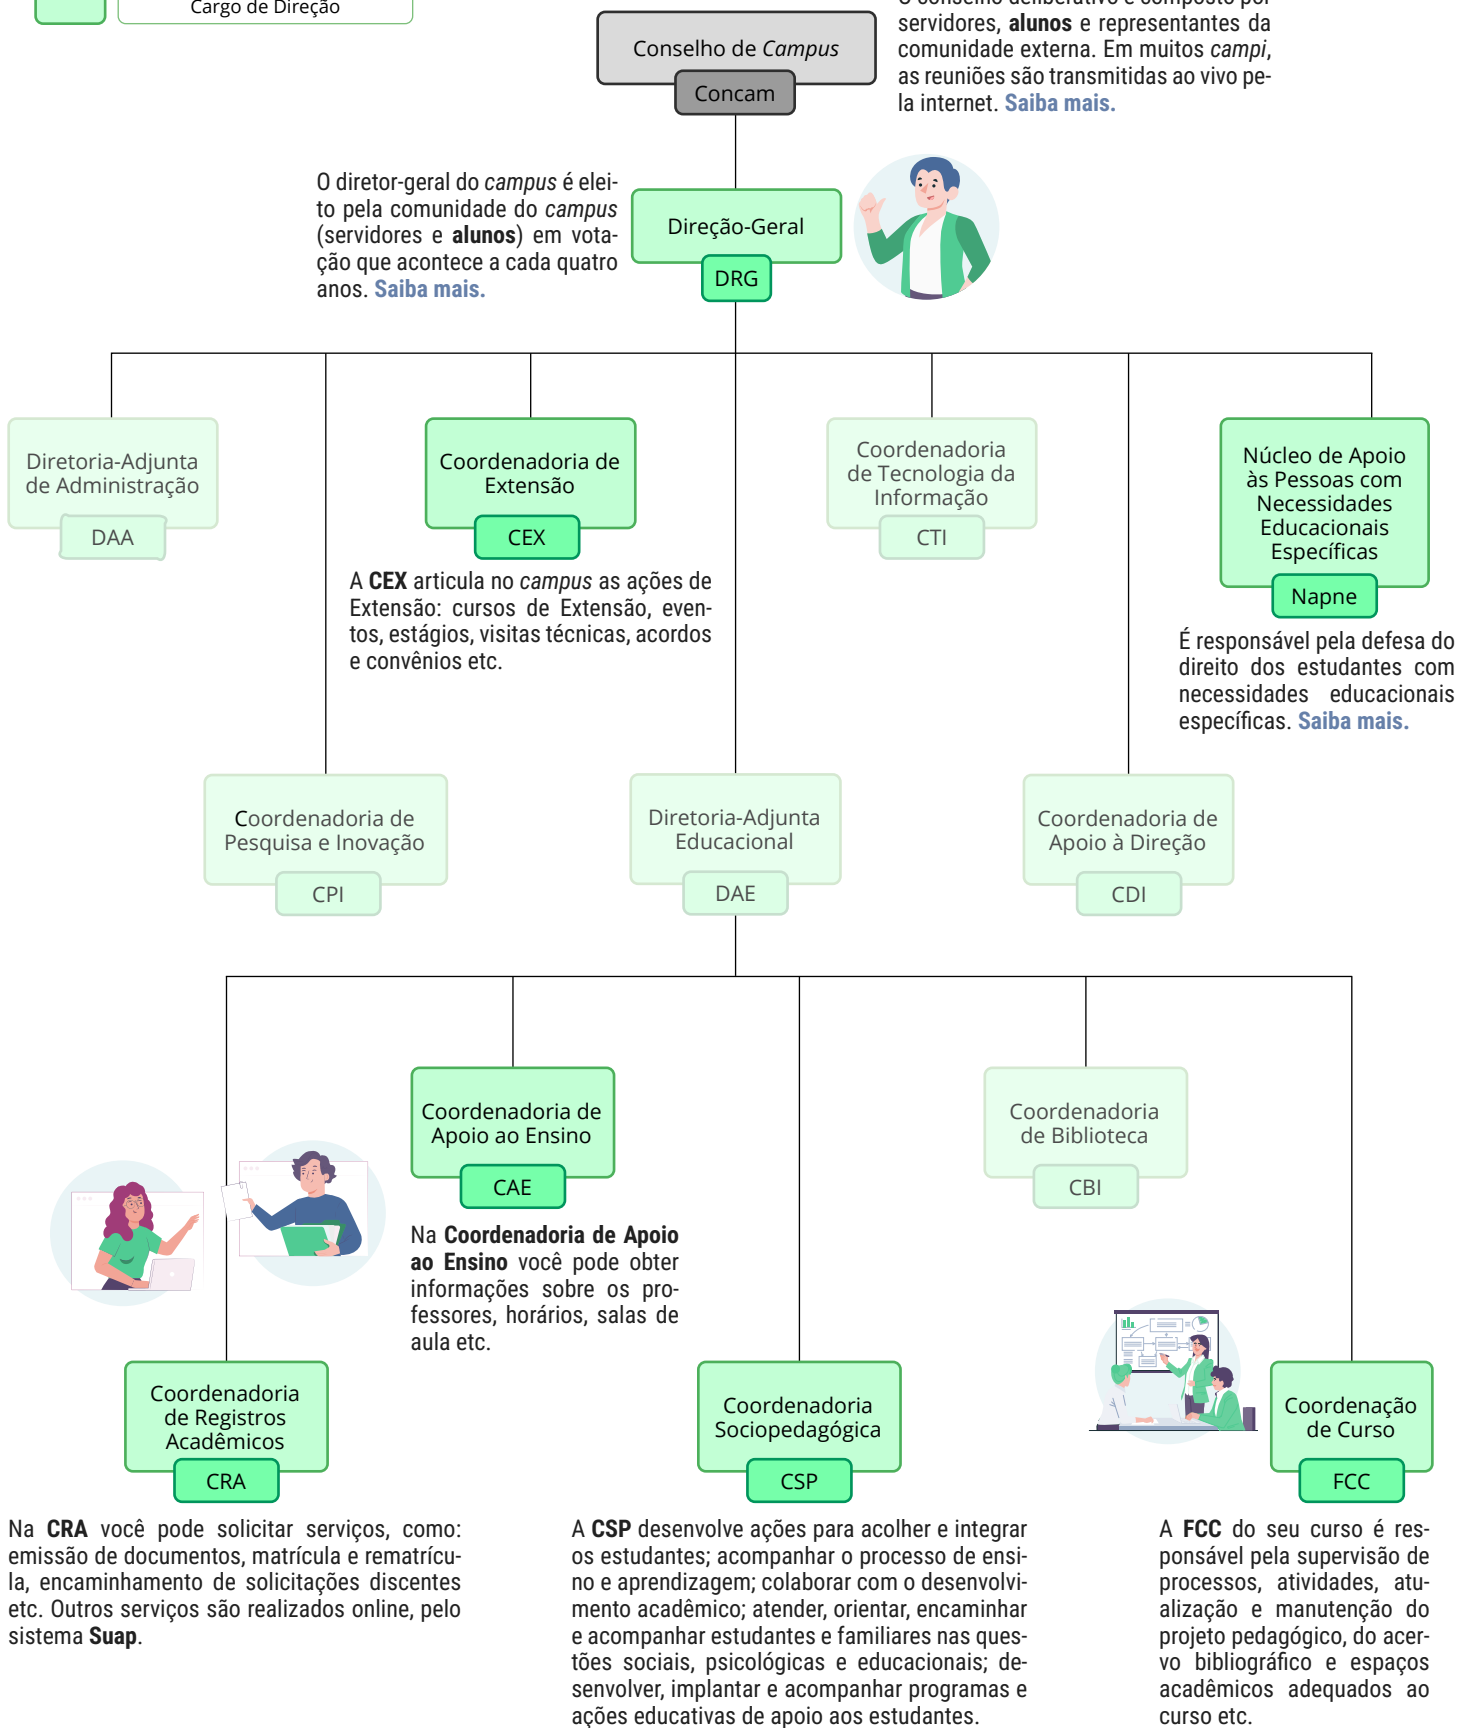 Cargo de Direção
O conselho deliberativo é composto por
servidores, alunos e representantes da
comunidade externa. Em muitos campi,
as reuniões são transmitidas ao vivo pe-
la internet. Saiba mais.
Conselho de Campus
Concam
O diretor-geral do campus é elei-
to pela comunidade do campus
(servidores e alunos) em vota-
ção que acontece a cada quatro
anos. Saiba mais.
Direção-Geral
DRG
Diretoria-Adjunta
de Administração
DAA
Coordenadoria de
Extensão
CEX
A CEX articula no campus as ações de
Extensão: cursos de Extensão, even-
tos, estágios, visitas técnicas, acordos
e convênios etc.
Coordenadoria
de Tecnologia da
Informação
CTI
Núcleo de Apoio
às Pessoas com
Necessidades
Educacionais
Específicas
Napne
É responsável pela defesa do
direito dos estudantes com
necessidades educacionais
específicas. Saiba mais.
Coordenadoria de
Pesquisa e Inovação
CPI
Diretoria-Adjunta
Educacional
DAE
Coordenadoria de
Apoio à Direção
CDI
Coordenadoria de
Apoio ao Ensino
CAE
Na Coordenadoria de Apoio
ao Ensino você pode obter
informações sobre os pro-
fessores, horários, salas de
aula etc.
Coordenadoria
de Biblioteca
CBI
Coordenadoria
de Registros
Acadêmicos
CRA
Na CRA você pode solicitar serviços, como:
emissão de documentos, matrícula e rematrícu-
la, encaminhamento de solicitações discentes
etc. Outros serviços são realizados online, pelo
sistema Suap.
Coordenadoria
Sociopedagógica
CSP
A CSP desenvolve ações para acolher e integrar
os estudantes; acompanhar o processo de ensi-
no e aprendizagem; colaborar com o desenvolvi-
mento acadêmico; atender, orientar, encaminhar
e acompanhar estudantes e familiares nas ques-
tões sociais, psicológicas e educacionais; de-
senvolver, implantar e acompanhar programas e
ações educativas de apoio aos estudantes.
Coordenação
de Curso
FCC
A FCC do seu curso é res-
ponsável pela supervisão de
processos, atividades, atu-
alização e manutenção do
projeto pedagógico, do acer-
vo bibliográfico e espaços
acadêmicos adequados ao
curso etc.